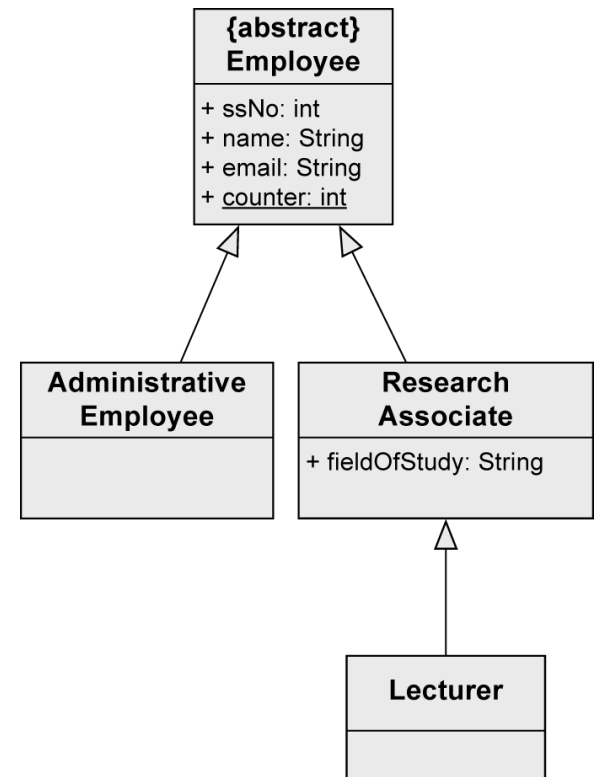 {abstract}
Employee
+ ssNo: int
+ name: String
+ email: String
+ counter: int
Administrative
Employee
Research
Associate
+ fieldOfStudy: String
Lecturer